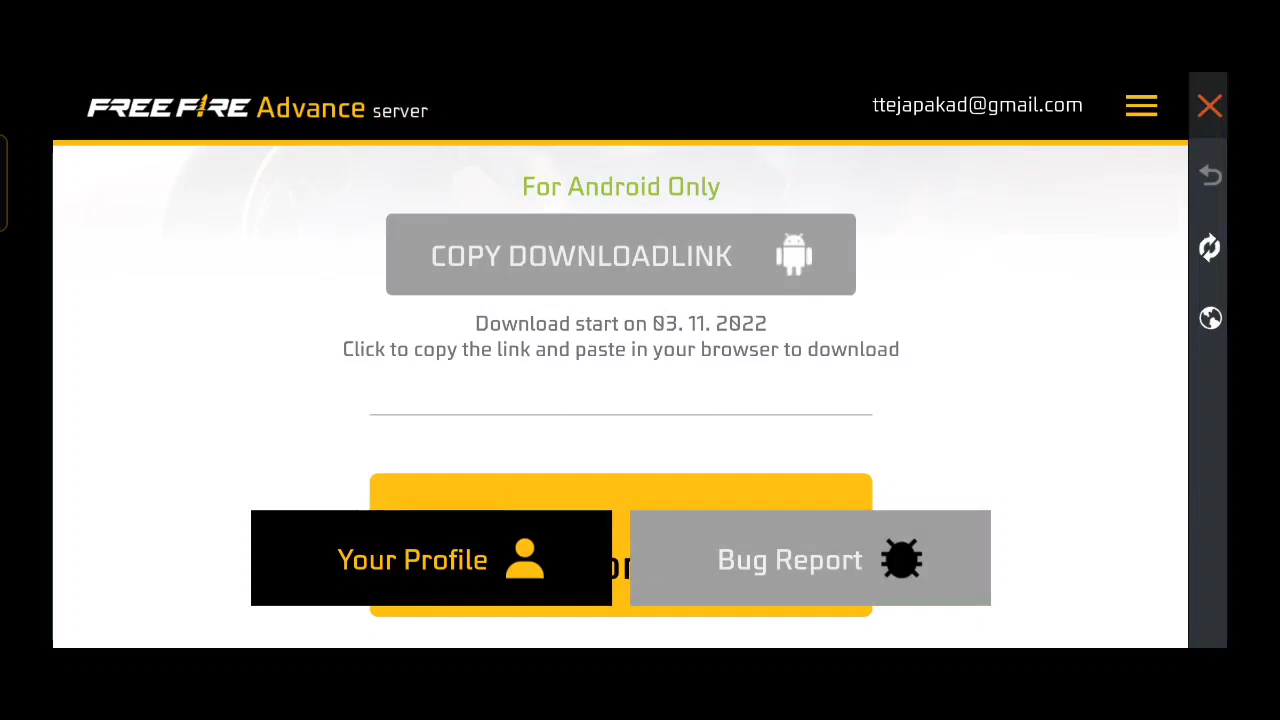 FREE FIRE Advance server
ttejapakad@gmail.com
For Android Only
COPY DOWNLOADLINK
Download start on 03. 11. 2022
Click to copy the link and paste in your browser to download
Your Profile
Bug Report